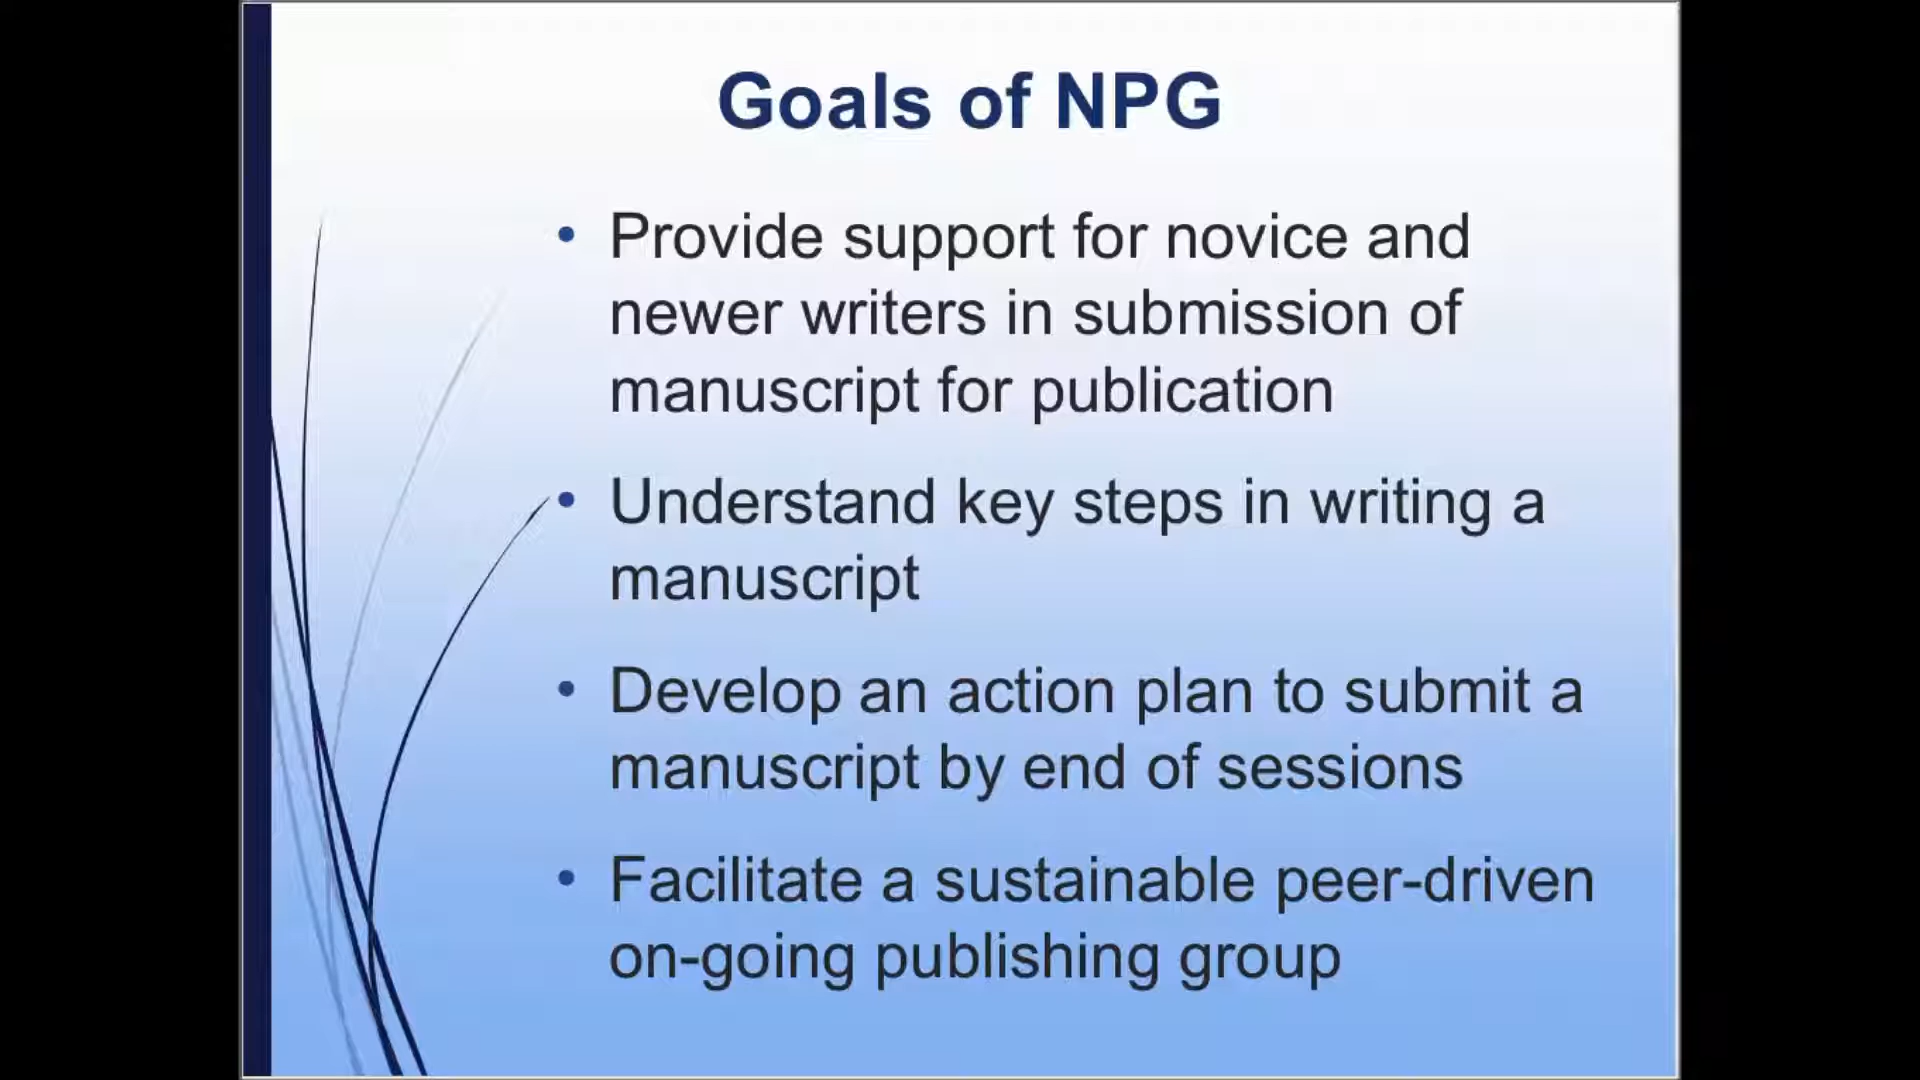 Goals of NPG
• Provide support for novice and
newer writers in submission of
manuscript for publication
• Understand key steps in writing a
manuscript
• Develop an action plan to submit a
manuscript by end of sessions
• Facilitate a sustainable peer-driven
on-going publishing group